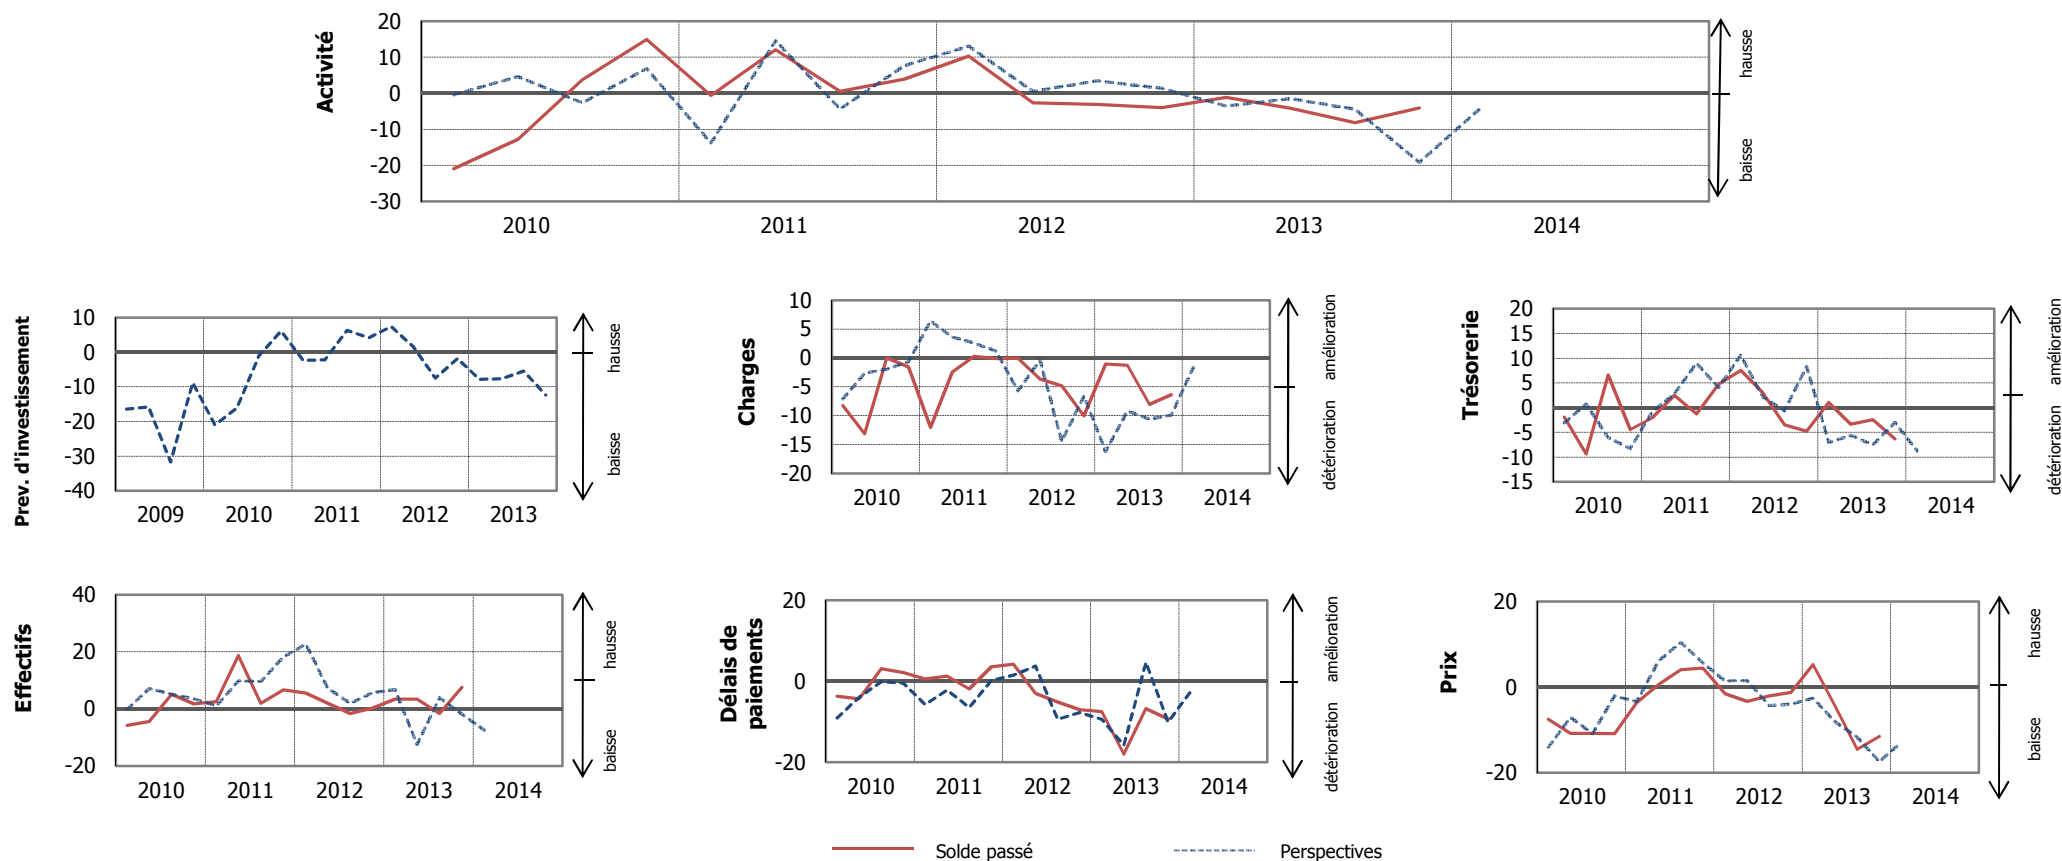 Activité
20
10
0
-10
-20
-30
2010 2011 2012 2013 2014
hausse
baisse
Prev. d'investissement
10
0
-10
-20
-30
-40
2009 2010 2011 2012 2013
hausse
baisse
Charges
10
5
0
-5
-10
-15
-20
2010 2011 2012 2013 2014
amélioration
détérioration
Trésorerie
20
15
10
5
0
-5
-10
-15
2010 2011 2012 2013 2014
amélioration
détérioration
Effectifs
40
20
0
-20
2010 2011 2012 2013 2014
hausse
baisse
Délais de
paiements
20
0
-20
2010 2011 2012 2013 2014
amélioration
détérioration
Prix
20
0
-20
2010 2011 2012 2013 2014
hausse
baisse
Solde passé Perspectives